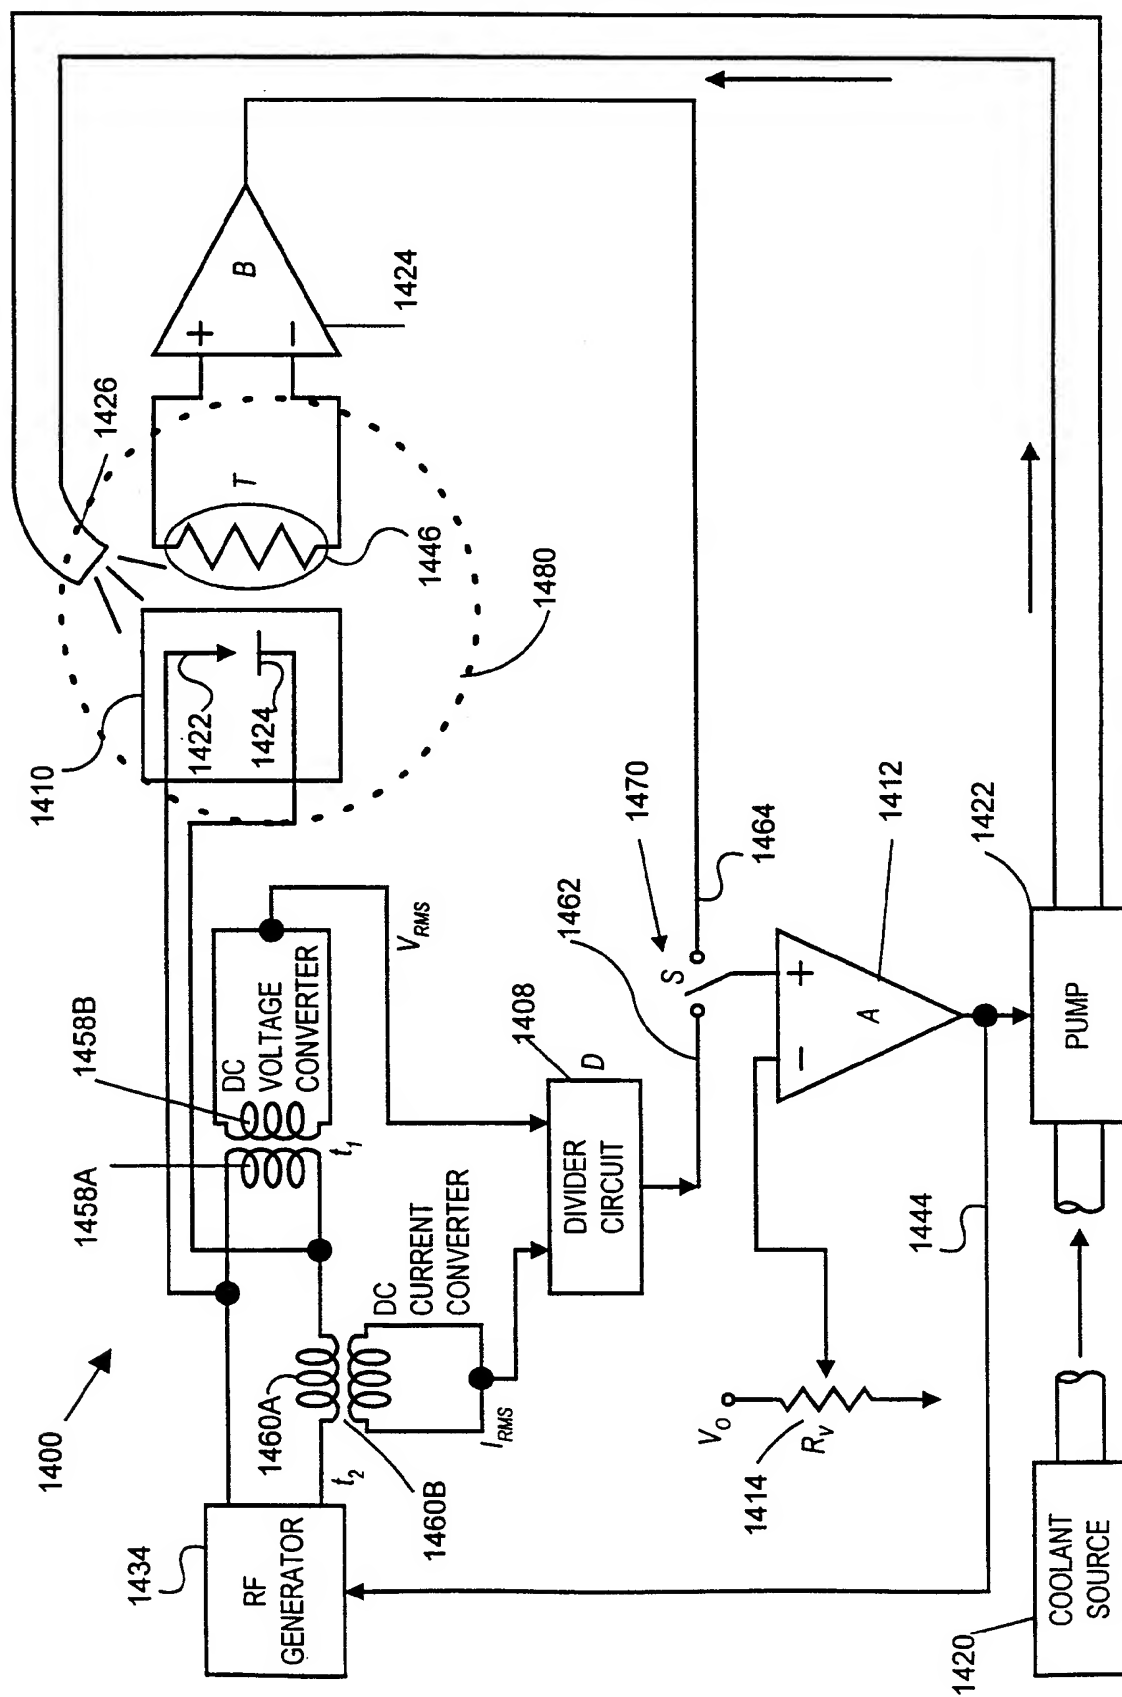 1400
1434
RF
GENERATOR
1460A
t2
1460B
IRMS
DC
CURRENT
CONVERTER
1458A
1458B
t1
DC
VOLTAGE
CONVERTER
VRMS
1410
1422
1424
1426
T
1446
1480
+
−
B
1424
DIVIDER
CIRCUIT
1408
D
1462
S
1470
1464
VO
RV
1414
−
+
A
1412
1444
1420
COOLANT
SOURCE
PUMP
1422